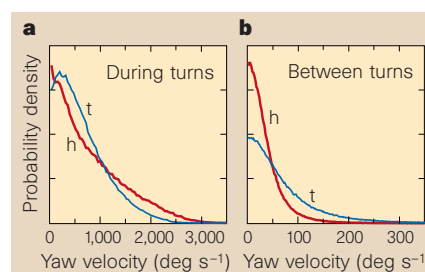 a
b
During turns
Between turns
t
h
h
t
Probability density
0 1,000 2,000 3,000
0 100 200 300
Yaw velocity (deg s⁻¹)
Yaw velocity (deg s⁻¹)